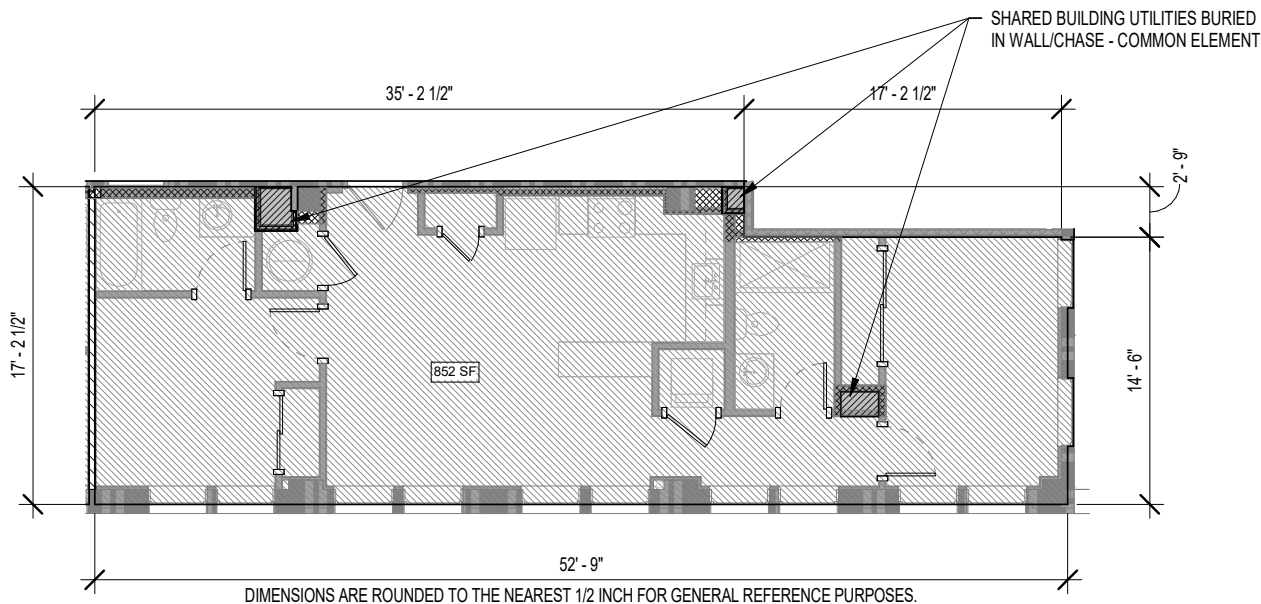 SHARED BUILDING UTILITIES BURIED
IN WALL/CHASE - COMMON ELEMENT
35' - 2 1/2"
17' - 2 1/2"
2' - 9"
17' - 2 1/2"
852 SF
14' - 6"
52' - 9"
DIMENSIONS ARE ROUNDED TO THE NEAREST 1/2 INCH FOR GENERAL REFERENCE PURPOSES.